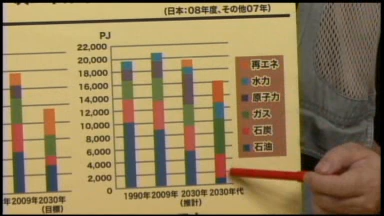 (日本：08年度、その他07年)
PJ
22,000
20,000
18,000
16,000
14,000
12,000
10,000
8,000
6,000
4,000
2,000
0
再エネ
水力
原子力
ガス
石炭
石油
2009年 2030年
(目標)
1990年 2009年 2030年 2030年代
(推計)